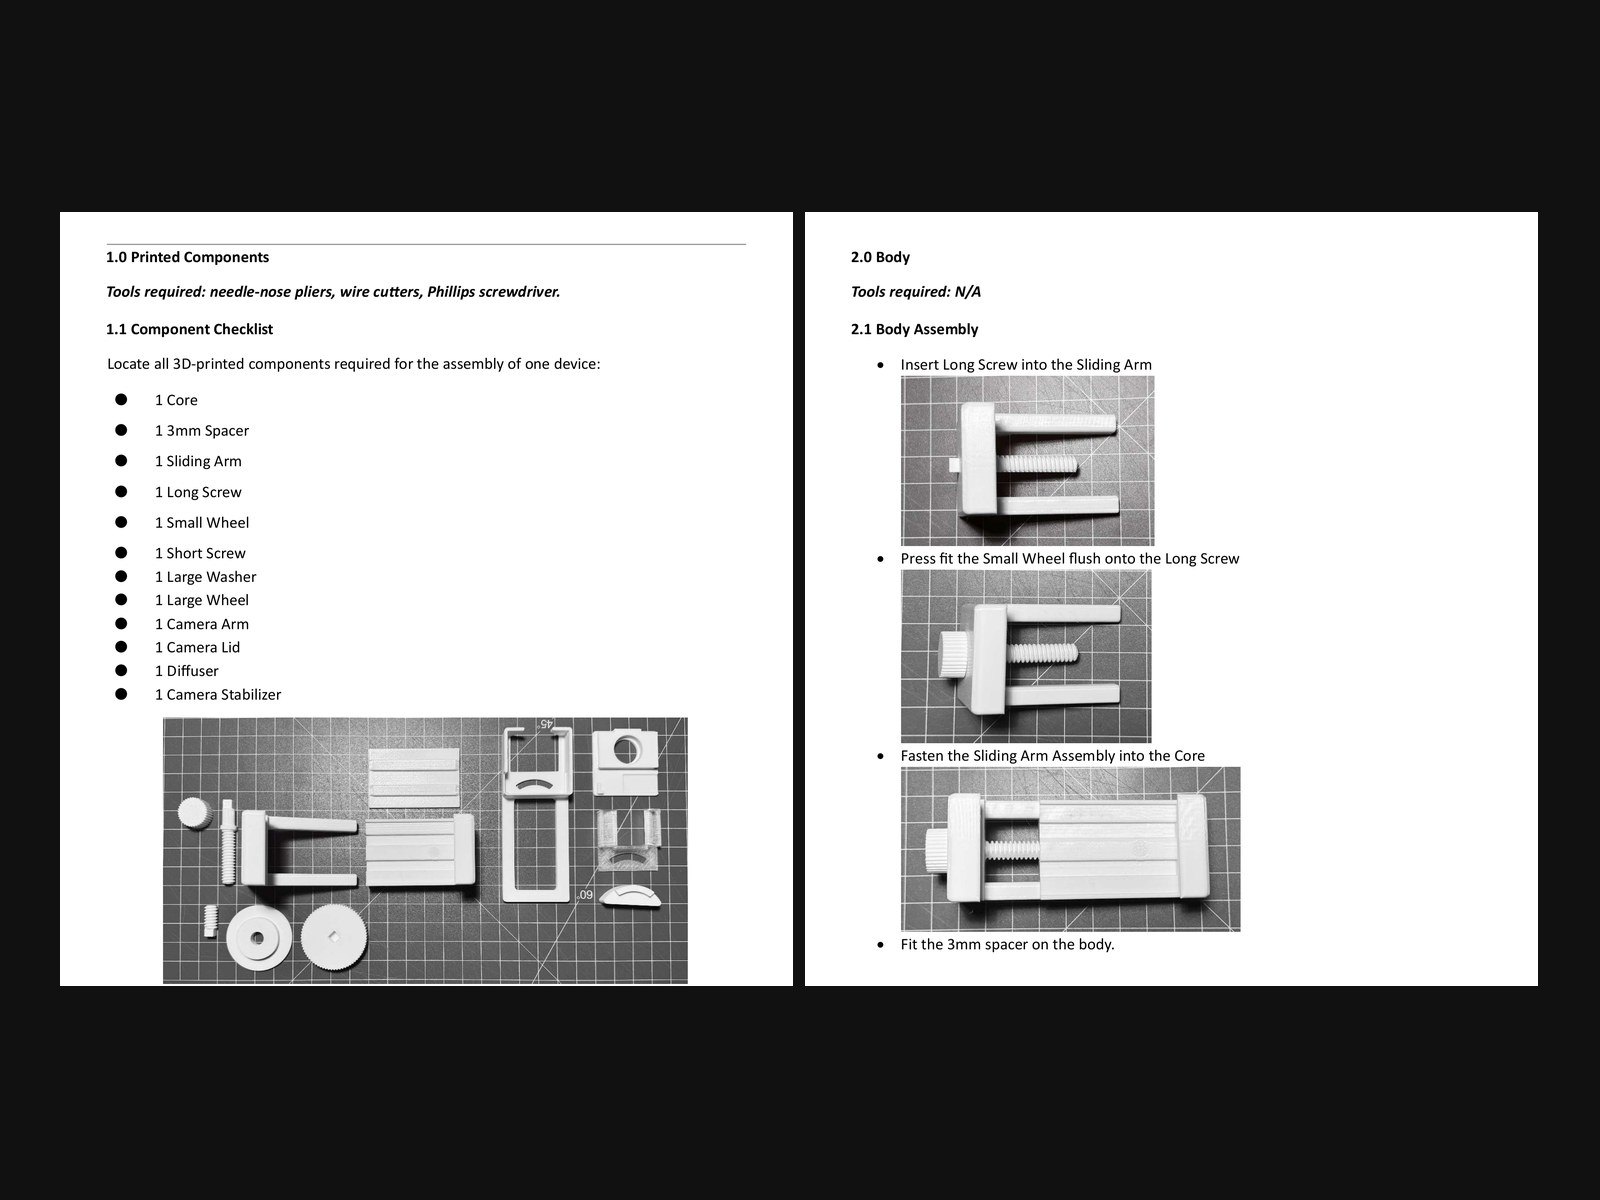 1.0 Printed Components
Tools required: needle-nose pliers, wire cutters, Phillips screwdriver.
1.1 Component Checklist
Locate all 3D-printed components required for the assembly of one device:
● 1 Core
● 1 3mm Spacer
● 1 Sliding Arm
● 1 Long Screw
● 1 Small Wheel
● 1 Short Screw
● 1 Large Washer
● 1 Large Wheel
● 1 Camera Arm
● 1 Camera Lid
● 1 Diffuser
● 1 Camera Stabilizer
45°
60°
2.0 Body
Tools required: N/A
2.1 Body Assembly
• Insert Long Screw into the Sliding Arm
• Press fit the Small Wheel flush onto the Long Screw
• Fasten the Sliding Arm Assembly into the Core
• Fit the 3mm spacer on the body.